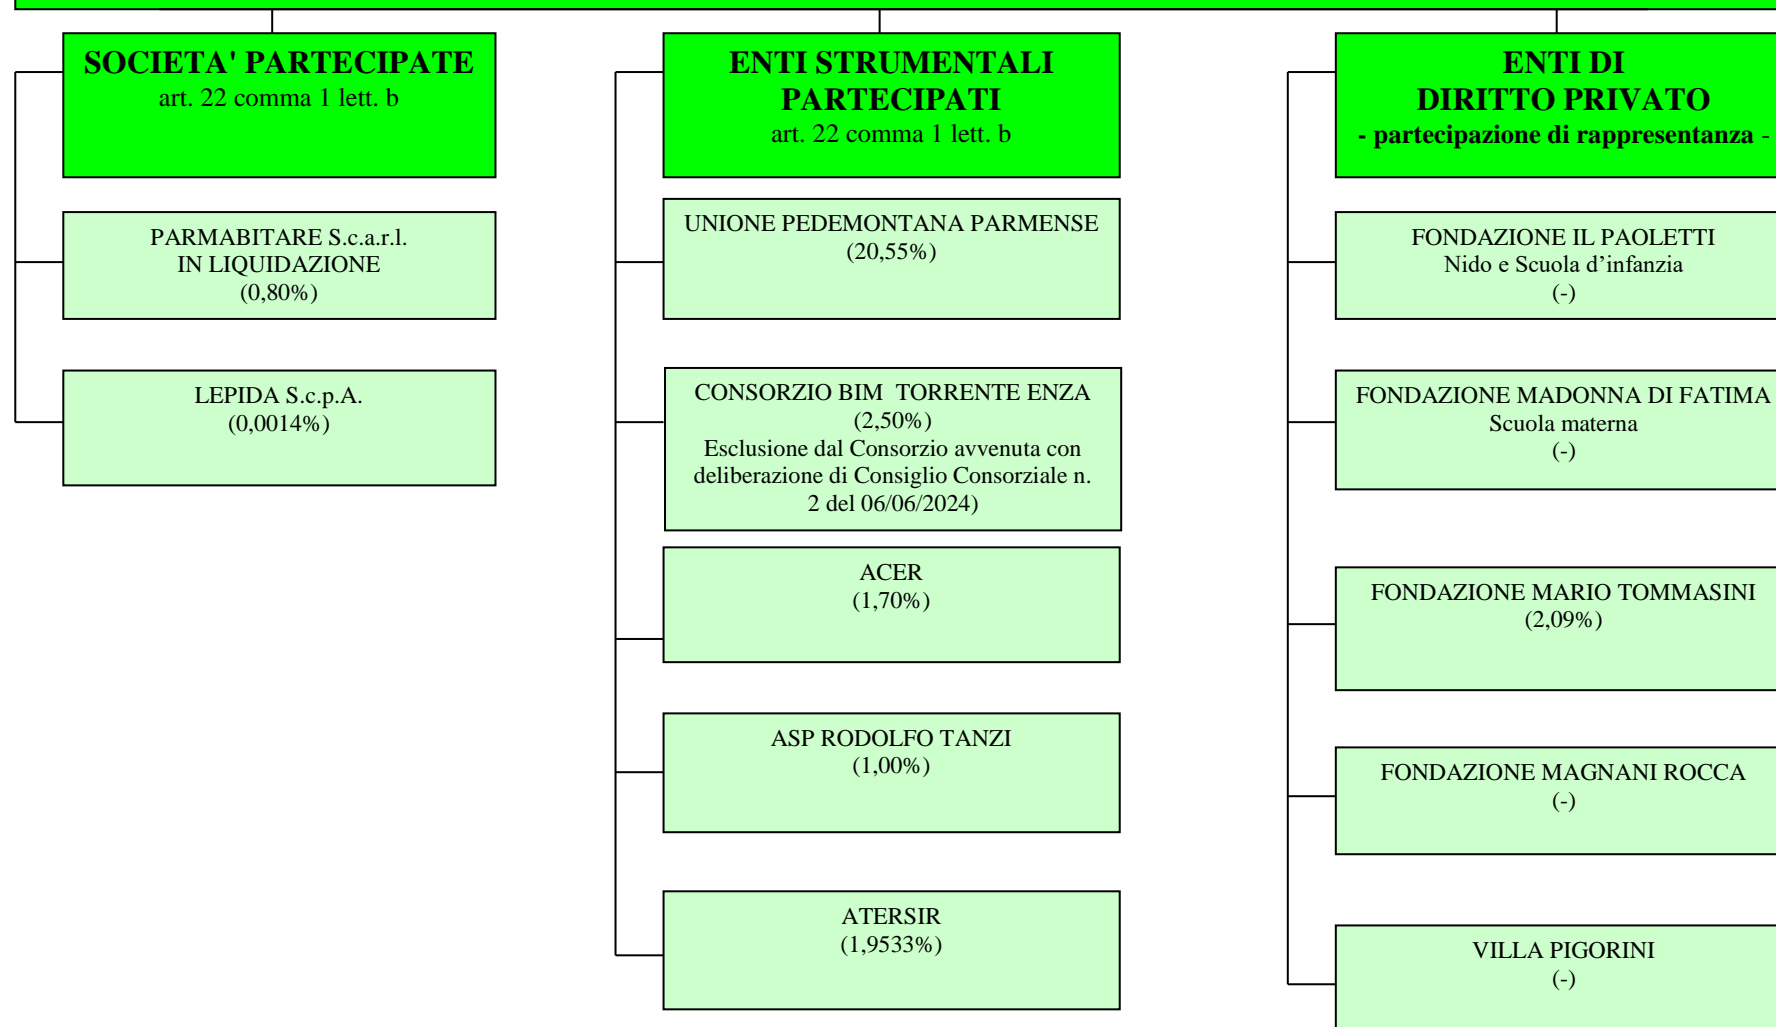 SOCIETA' PARTECIPATE
art. 22 comma 1 lett. b
PARMABITARE S.c.a.r.l.
IN LIQUIDAZIONE
(0,80%)
LEPIDA S.c.p.A.
(0,0014%)
ENTI STRUMENTALI
PARTECIPATI
art. 22 comma 1 lett. b
UNIONE PEDEMONTANA PARMENSE
(20,55%)
CONSORZIO BIM  TORRENTE ENZA
(2,50%)
Esclusione dal Consorzio avvenuta con
deliberazione di Consiglio Consorziale n.
2 del 06/06/2024)
ACER
(1,70%)
ASP RODOLFO TANZI
(1,00%)
ATERSIR
(1,9533%)
ENTI DI
DIRITTO PRIVATO
- partecipazione di rappresentanza -
FONDAZIONE IL PAOLETTI
Nido e Scuola d’infanzia
(-)
FONDAZIONE MADONNA DI FATIMA
Scuola materna
(-)
FONDAZIONE MARIO TOMMASINI
(2,09%)
FONDAZIONE MAGNANI ROCCA
(-)
VILLA PIGORINI
(-)